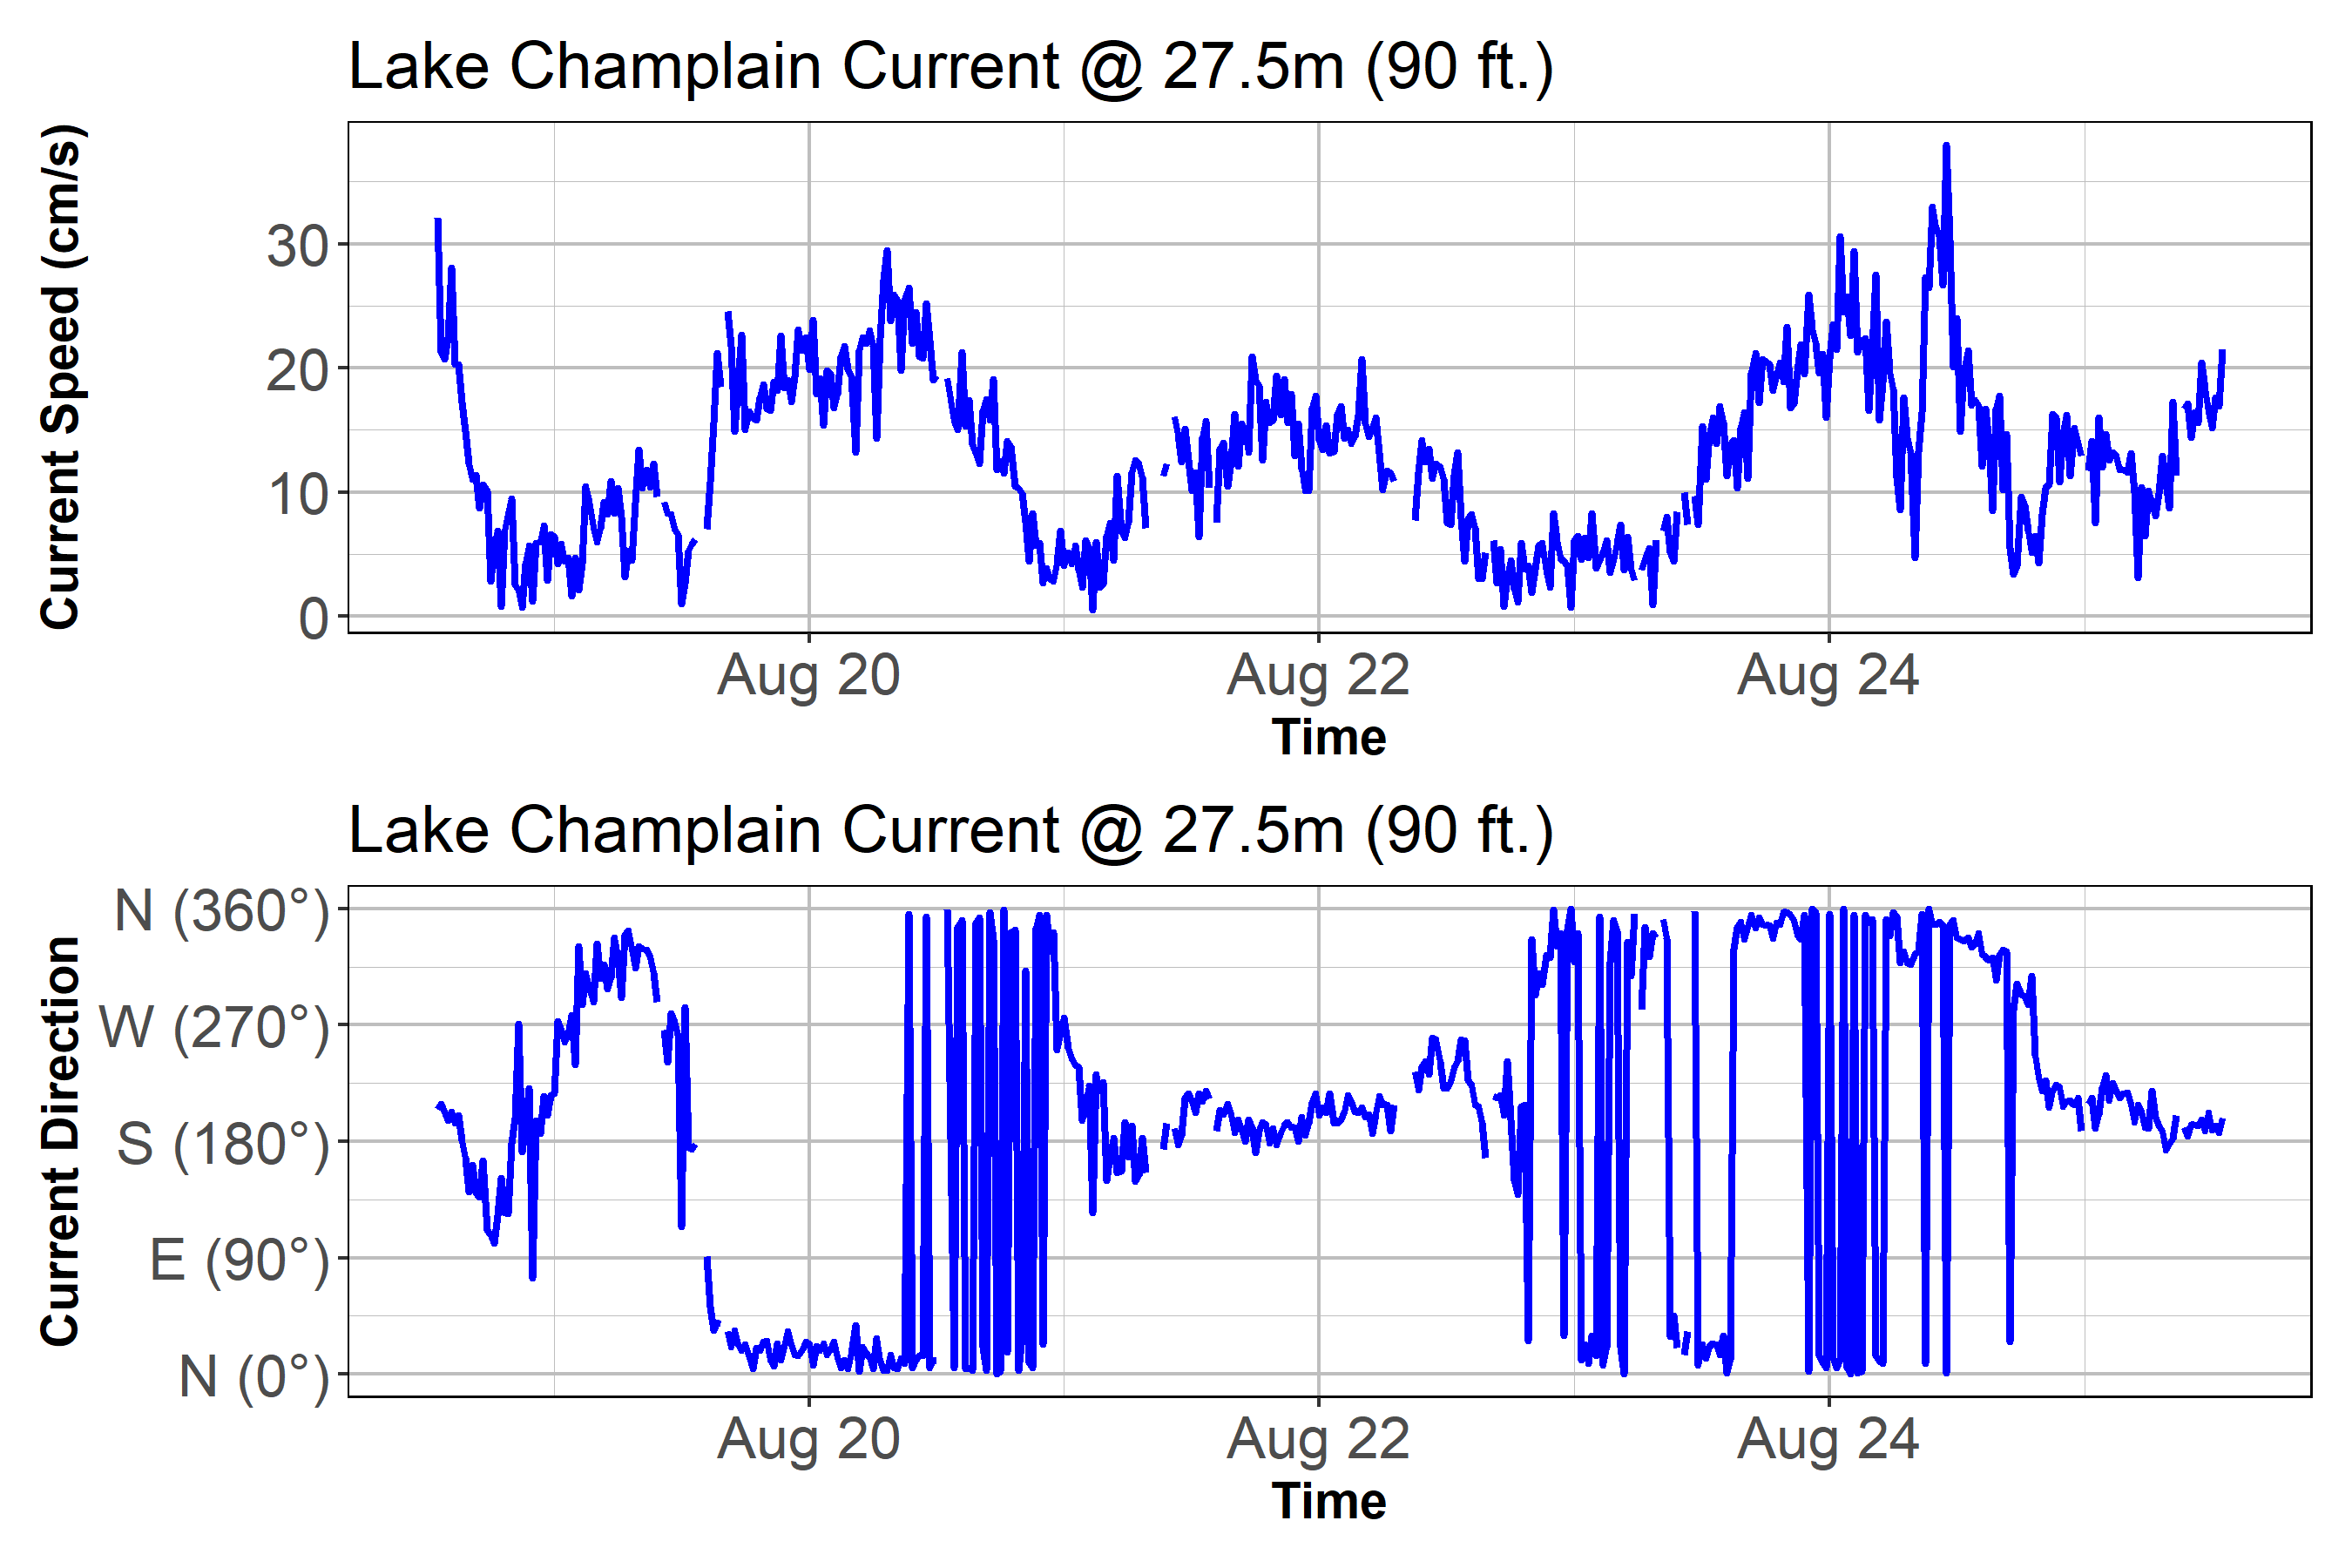 Lake Champlain Current @ 27.5m (90 ft.)
Current Speed (cm/s)
30
20
10
0
Aug 20 Aug 22 Aug 24
Time
Lake Champlain Current @ 27.5m (90 ft.)
Current Direction
N (360°)
W (270°)
S (180°)
E (90°)
N (0°)
Aug 20 Aug 22 Aug 24
Time